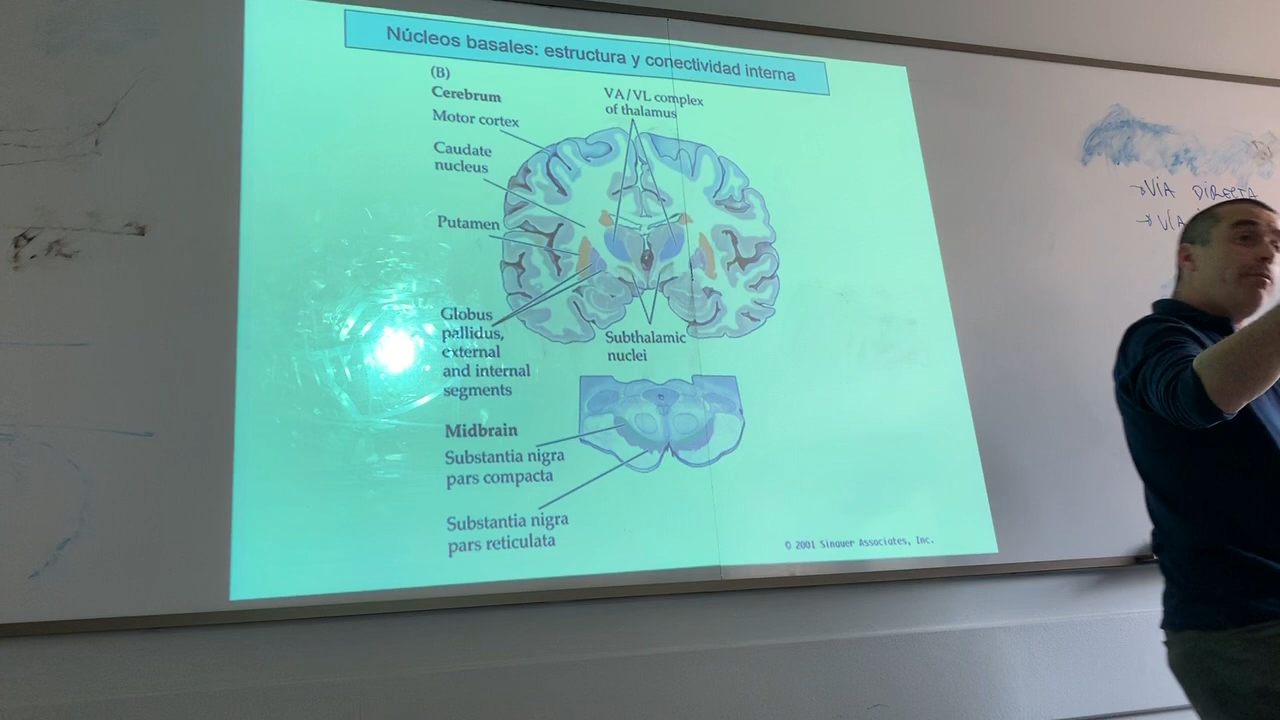 Núcleos basales: estructura y conectividad interna
(B)
Cerebrum
Motor cortex
Caudate
nucleus
Putamen
Globus
pallidus,
external
and internal
segments
VA/VL complex
of thalamus
Subthalamic
nuclei
Midbrain
Substantia nigra
pars compacta
Substantia nigra
pars reticulata
© 2001 Sinauer Associates, Inc.
→VÍA DIRECTA
→VÍA